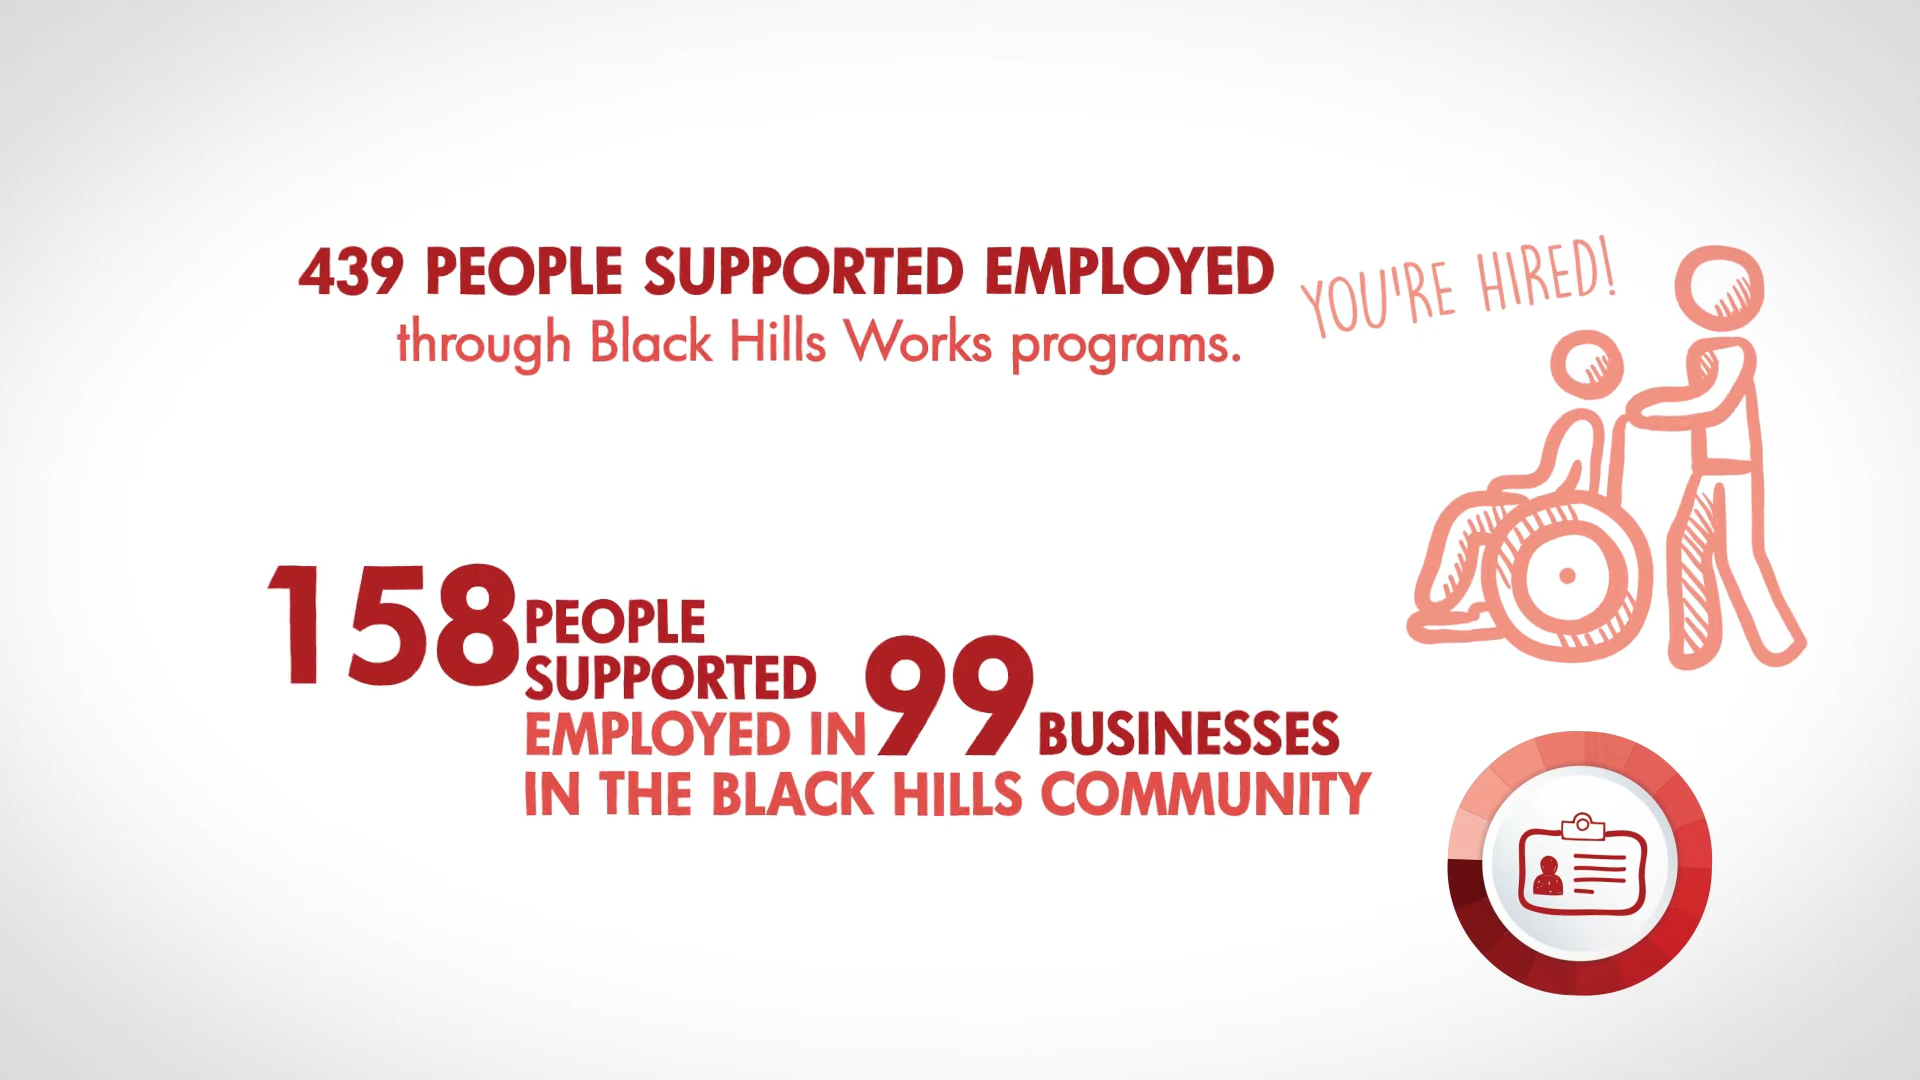 439 PEOPLE SUPPORTED EMPLOYED
through Black Hills Works programs.
YOU'RE HIRED!
158 PEOPLE
SUPPORTED
EMPLOYED IN 99 BUSINESSES
IN THE BLACK HILLS COMMUNITY